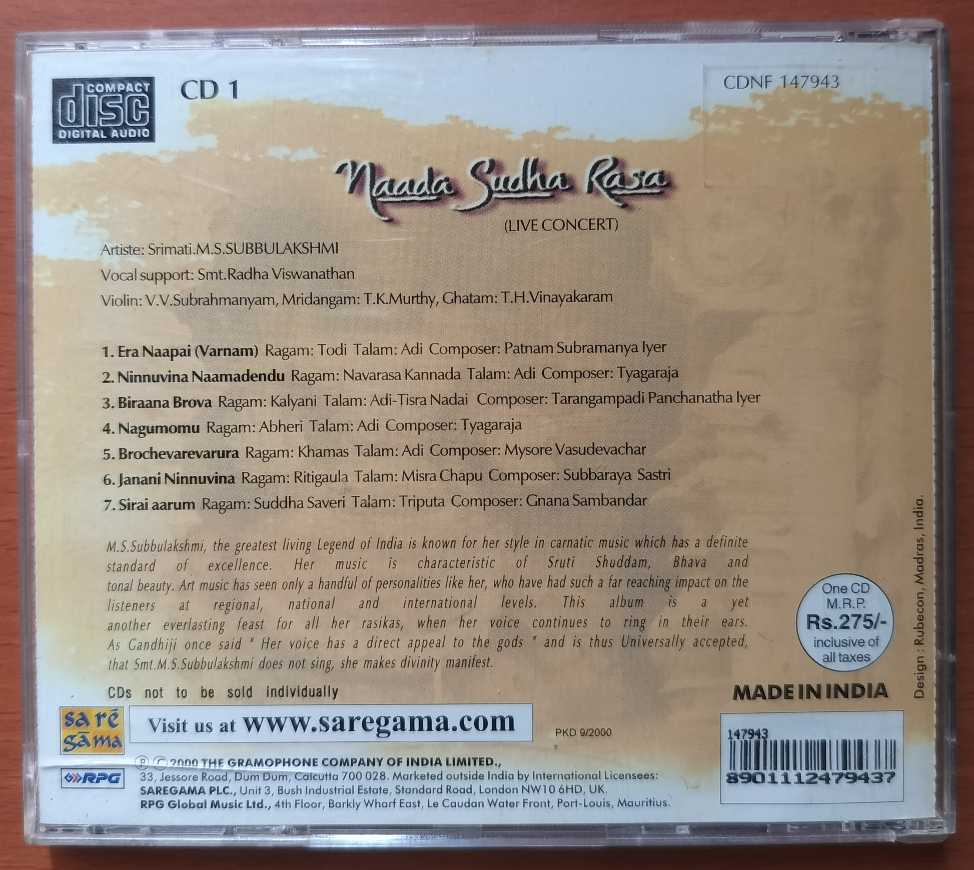 COMPACT
disc
DIGITAL AUDIO
CD 1
CDNF 147943
Naada Sudha Rasa
(LIVE CONCERT)
Artiste: Srimati.M.S.SUBBULAKSHMI
Vocal support: Smt.Radha Viswanathan
Violin: V.V.Subrahmanyam, Mridangam: T.K.Murthy, Ghatam: T.H.Vinayakaram
1. Era Naapai (Varnam) Ragam: Todi Talam: Adi Composer: Patnam Subramanya Iyer
2. Ninnuvina Naamadendu Ragam: Navarasa Kannada Talam: Adi Composer: Tyagaraja
3. Biraana Brova Ragam: Kalyani Talam: Adi-Tisra Nadai Composer: Tarangampadi Panchanatha Iyer
4. Nagumomu Ragam: Abheri Talam: Adi Composer: Tyagaraja
5. Brochevarevarura Ragam: Khamas Talam: Adi Composer: Mysore Vasudevachar
6. Janani Ninnuvina Ragam: Ritigaula Talam: Misra Chapu Composer: Subbaraya Sastri
7. Sirai aarum Ragam: Suddha Saveri Talam: Triputa Composer: Gnana Sambandar
M.S.Subbulakshmi, the greatest living Legend of India is known for her style in carnatic music which has a definite
standard of excellence. Her music is characteristic of Sruti Shuddam, Bhava and
tonal beauty. Art music has seen only a handful of personalities like her, who have had such a far reaching impact on the
listeners at regional, national and international levels. This album is a yet
another everlasting feast for all her rasikas, when her voice continues to ring in their ears.
As Gandhiji once said " Her voice has a direct appeal to the gods " and is thus Universally accepted,
that Smt.M.S.Subbulakshmi does not sing, she makes divinity manifest.
CDs not to be sold individually
One CD
M.R.P.
Rs.275/-
inclusive of
all taxes
Design : Rubecon, Madras, India.
MADE IN INDIA
sa rē
gāma
Visit us at www.saregama.com
PKD 9/2000
147943
8901112479437
RPG
℗ © 2000 THE GRAMOPHONE COMPANY OF INDIA LIMITED.,
33, Jessore Road, Dum Dum, Calcutta 700 028. Marketed outside India by International Licensees:
SAREGAMA PLC., Unit 3, Bush Industrial Estate, Standard Road, London NW10 6HD, UK.
RPG Global Music Ltd., 4th Floor, Barkly Wharf East, Le Caudan Water Front, Port-Louis, Mauritius.